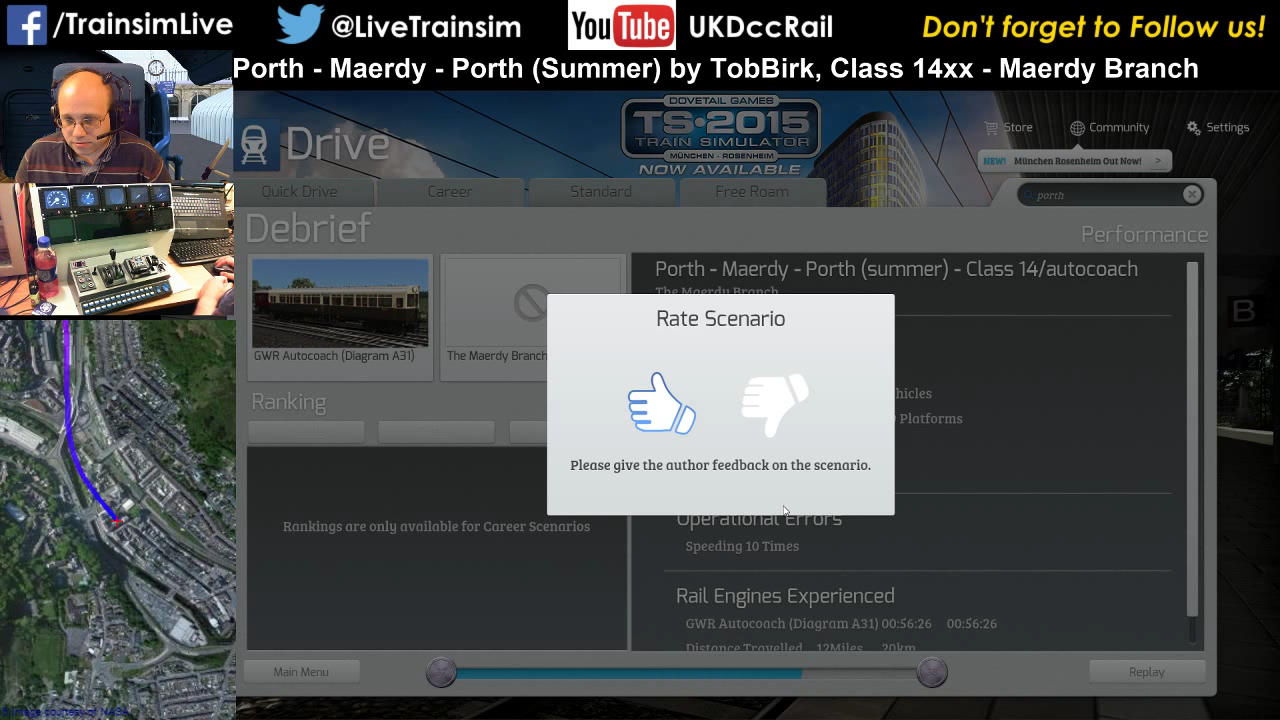 /TrainsimLive
@LiveTrainsim
YouTube
UKDccRail
Don't forget to Follow us!
Porth - Maerdy - Porth (Summer) by TobBirk, Class 14xx - Maerdy Branch
Drive
DOVETAIL GAMES
TS2015
TRAIN SIMULATOR
MÜNCHEN - ROSENHEIM
NOW AVAILABLE
Store
Community
Settings
NEW! München Rosenheim Out Now! >
Quick Drive
Career
Standard
Free Roam
porth
Debrief
Performance
Porth - Maerdy - Porth (summer) - Class 14/autocoach
The Maerdy Branch
GWR Autocoach (Diagram A31)
The Maerdy Branch
Rate Scenario
Please give the author feedback on the scenario.
hicles
Platforms
Ranking
Rankings are only available for Career Scenarios
Operational Errors
Speeding 10 Times
Rail Engines Experienced
GWR Autocoach (Diagram A31) 00:56:26 00:56:26
Distance Travelled 12Miles 20km
Main Menu
Replay
B